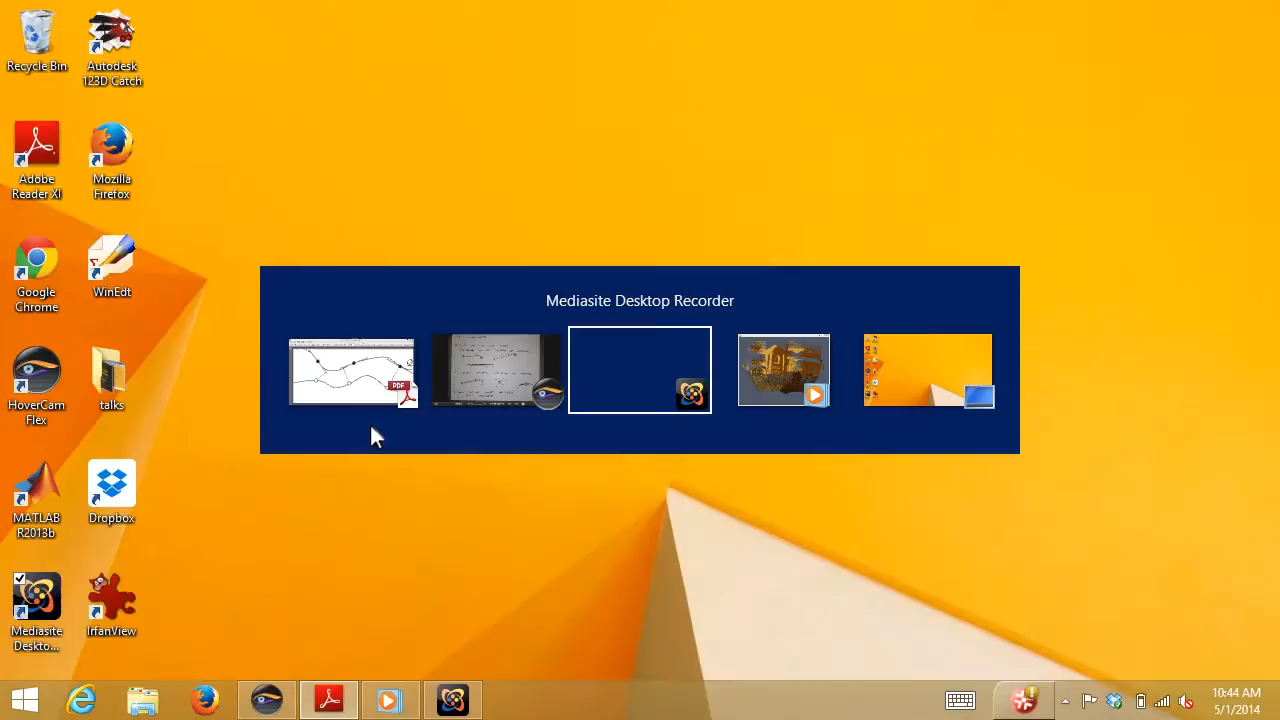 Recycle Bin
Autodesk
123D Catch
Adobe
Reader XI
Mozilla
Firefox
Google
Chrome
WinEdt
HoverCam
Flex
talks
MATLAB
R2013b
Dropbox
Mediasite
Deskto...
IrfanView
Mediasite Desktop Recorder
PDF
10:44 AM
5/1/2014